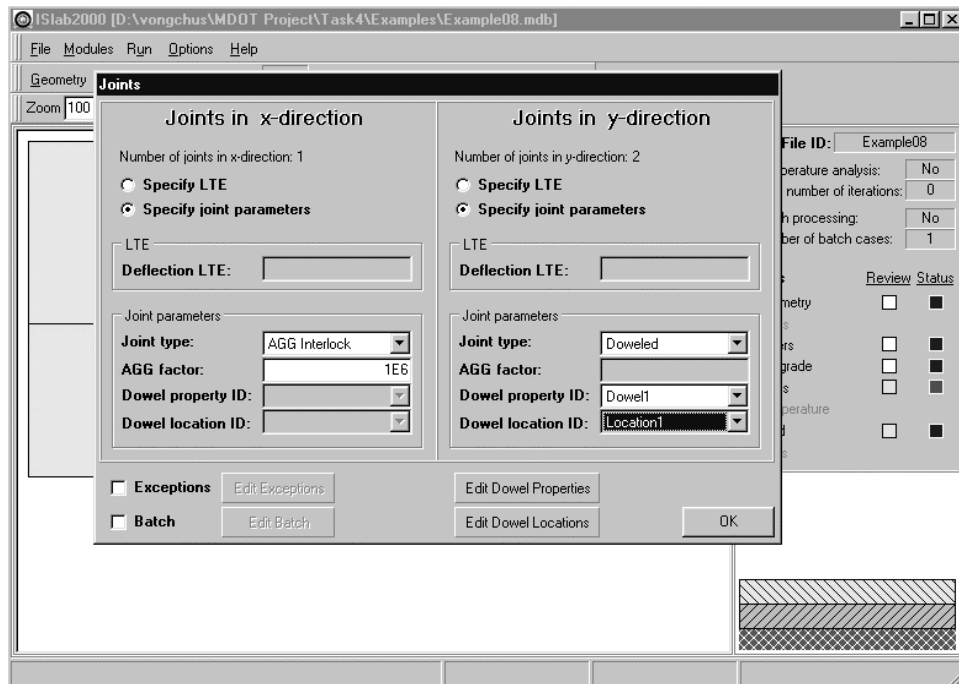 ISlab2000 [D:\vongchus\MDOT Project\Task4\Examples\Example08.mdb]
File Modules Run Options Help
Geometry
Zoom 100
Joints
Joints in x-direction
Number of joints in x-direction: 1
Specify LTE
Specify joint parameters
LTE
Deflection LTE:
Joint parameters
Joint type: AGG Interlock
AGG factor: 1E6
Dowel property ID:
Dowel location ID:
Exceptions Edit Exceptions
Batch Edit Batch
Joints in y-direction
Number of joints in y-direction: 2
Specify LTE
Specify joint parameters
LTE
Deflection LTE:
Joint parameters
Joint type: Doweled
AGG factor:
Dowel property ID: Dowel1
Dowel location ID: Location1
Edit Dowel Properties
Edit Dowel Locations
OK
File ID: Example08
perature analysis: No
number of iterations: 0
h processing: No
ber of batch cases: 1
Review Status
metry
grade
perature